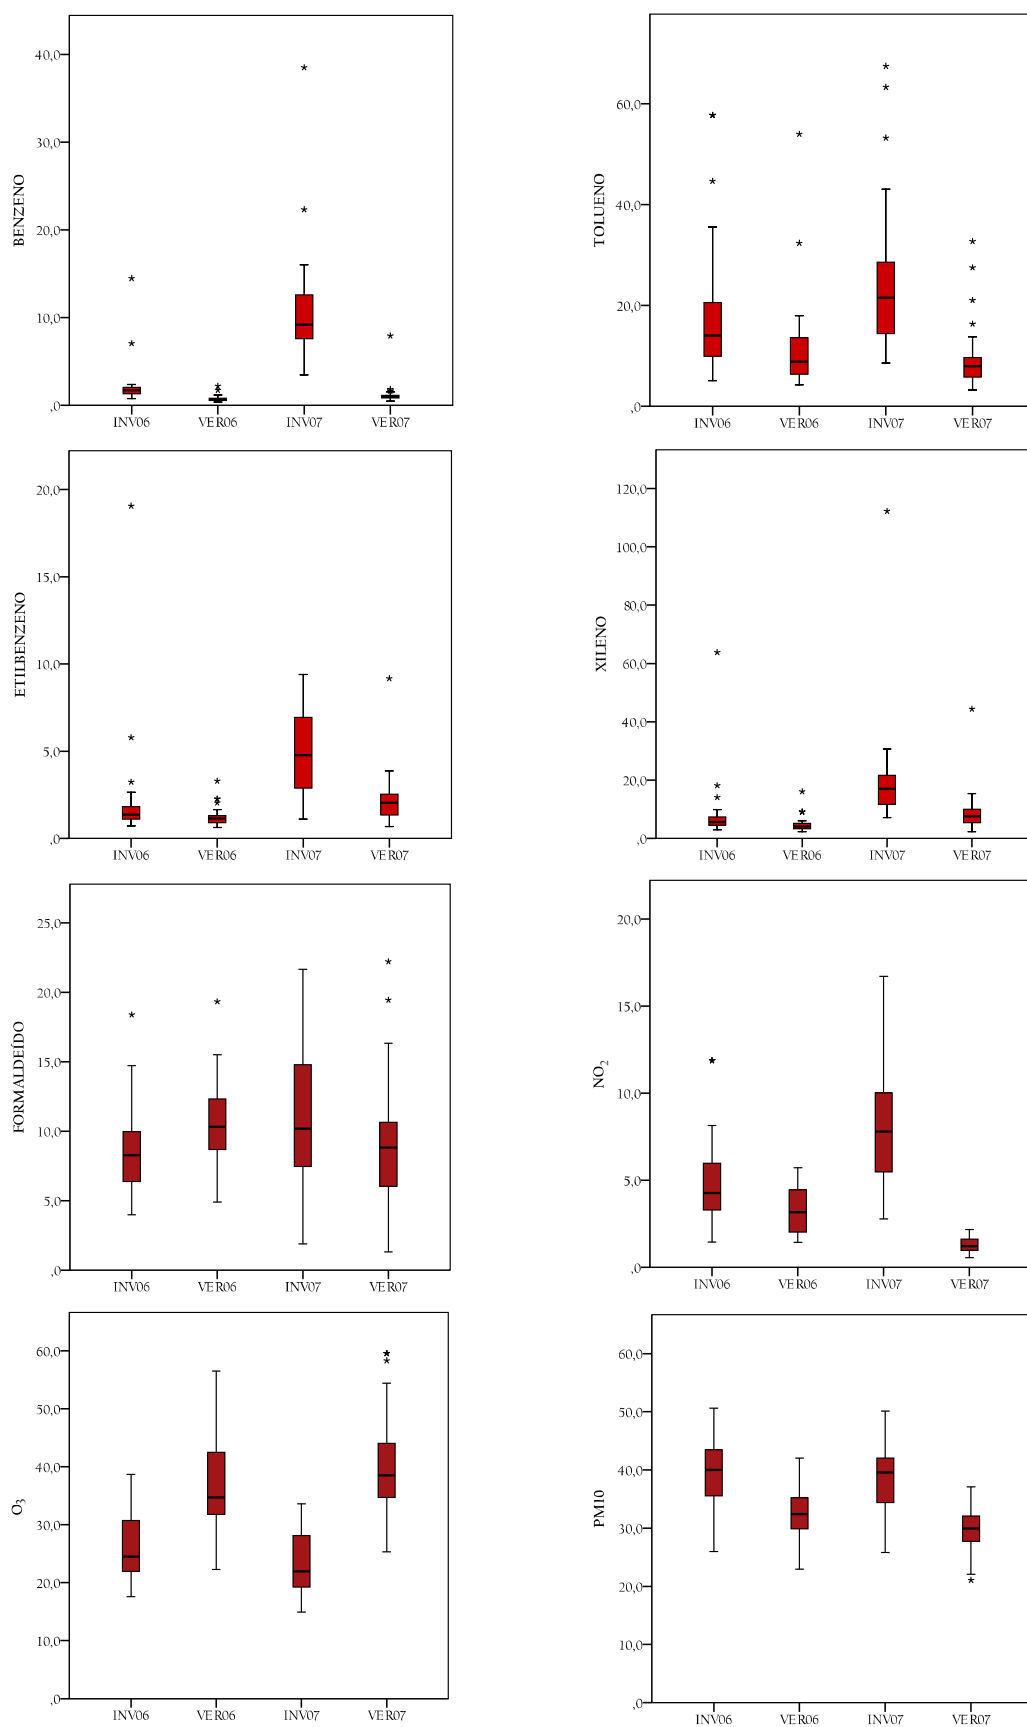 BENZENO
40,0
30,0
20,0
10,0
,0
INV06 VER06 INV07 VER07
TOLUENO
60,0
40,0
20,0
,0
INV06 VER06 INV07 VER07
ETILBENZENO
20,0
15,0
10,0
5,0
,0
INV06 VER06 INV07 VER07
XILENO
120,0
100,0
80,0
60,0
40,0
20,0
,0
INV06 VER06 INV07 VER07
FORMALDEÍDO
25,0
20,0
15,0
10,0
5,0
,0
INV06 VER06 INV07 VER07
NO₂
20,0
15,0
10,0
5,0
,0
INV06 VER06 INV07 VER07
O₃
60,0
50,0
40,0
30,0
20,0
10,0
,0
INV06 VER06 INV07 VER07
PM10
60,0
50,0
40,0
30,0
20,0
10,0
,0
INV06 VER06 INV07 VER07